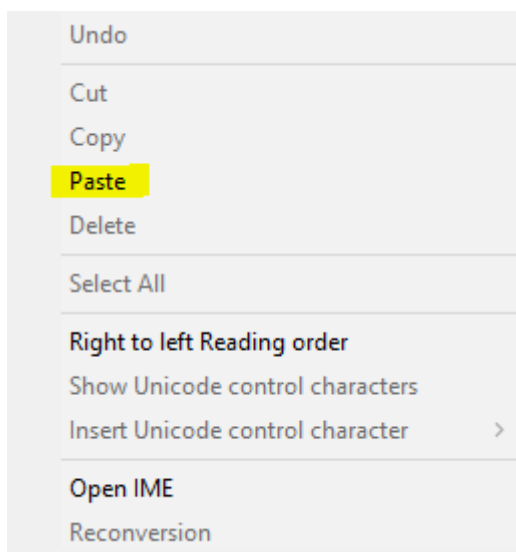 Undo
Cut
Copy
Paste
Delete
Select All
Right to left Reading order
Show Unicode control characters
Insert Unicode control character
Open IME
Reconversion